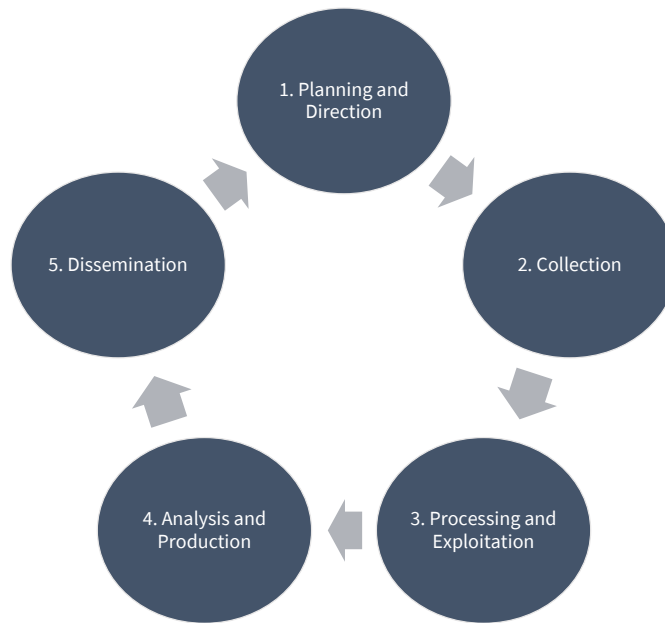 1. Planning and
Direction
2. Collection
3. Processing and
Exploitation
4. Analysis and
Production
5. Dissemination